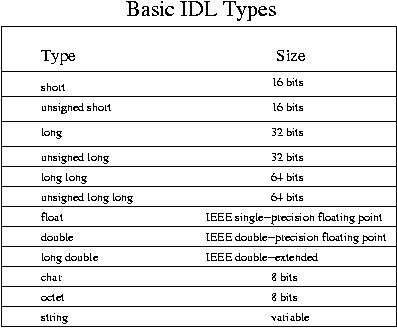 Basic IDL Types
Type Size
short 16 bits
unsigned short 16 bits
long 32 bits
unsigned long 32 bits
long long 64 bits
unsigned long long 64 bits
float IEEE single-precision floating point
double IEEE double-precision floating point
long double IEEE double-extended
char 8 bits
octet 8 bits
string variable